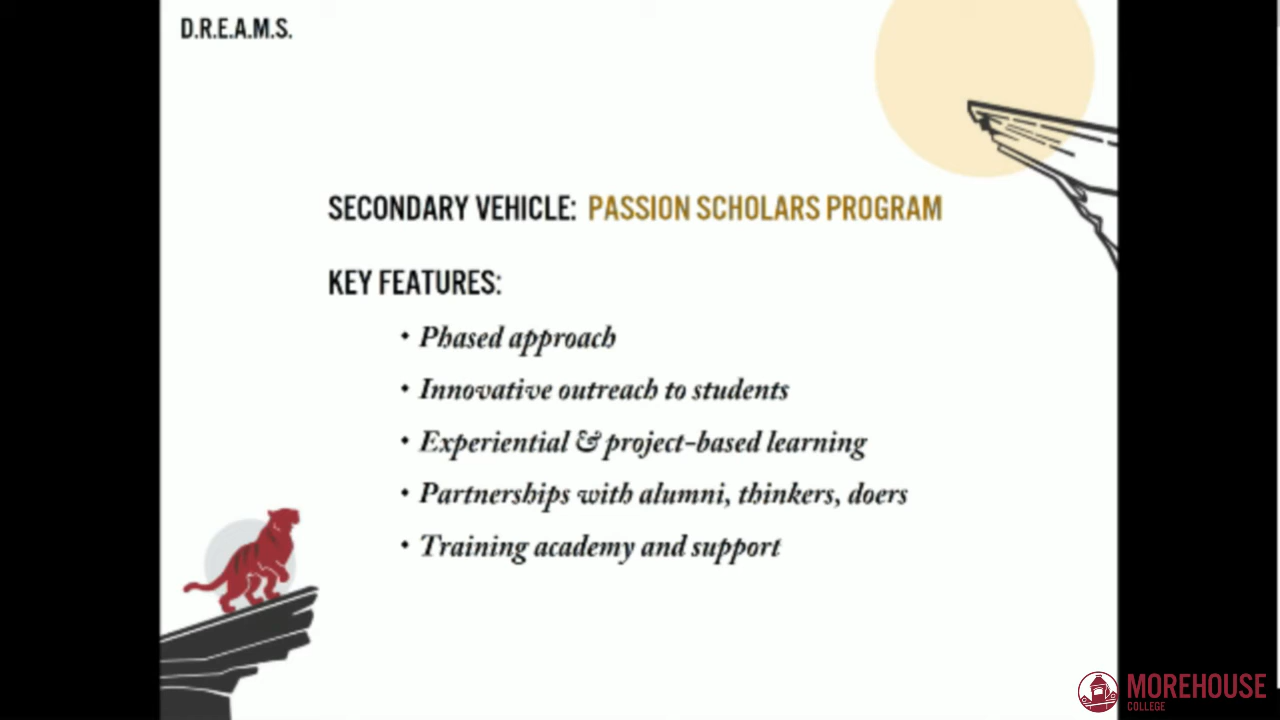 D.R.E.A.M.S.
SECONDARY VEHICLE: PASSION SCHOLARS PROGRAM
KEY FEATURES:
• Phased approach
• Innovative outreach to students
• Experiential & project-based learning
• Partnerships with alumni, thinkers, doers
• Training academy and support
MOREHOUSE
COLLEGE